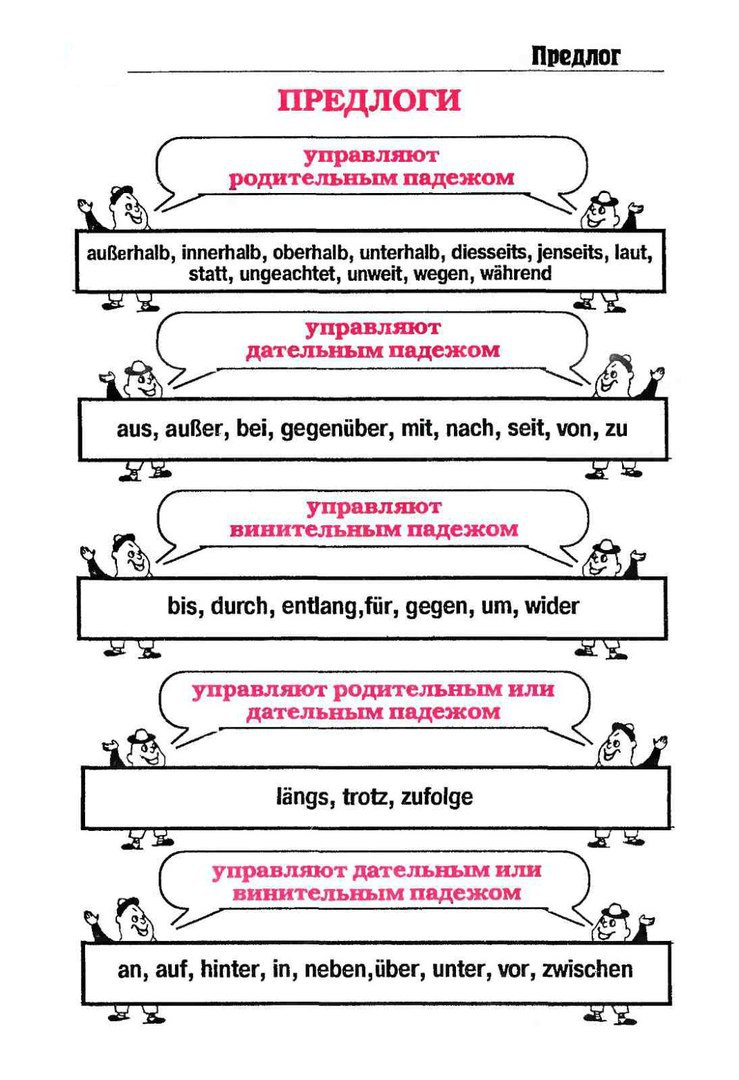 Предлог
ПРЕДЛОГИ
управляют
родительным падежом
außerhalb, innerhalb, oberhalb, unterhalb, diesseits, jenseits, laut,
statt, ungeachtet, unweit, wegen, während
управляют
дательным падежом
aus, außer, bei, gegenüber, mit, nach, seit, von, zu
управляют
винительным падежом
bis, durch, entlang,für, gegen, um, wider
управляют родительным или
дательным падежом
längs, trotz, zufolge
управляют дательным или
винительным падежом
an, auf, hinter, in, neben,über, unter, vor, zwischen